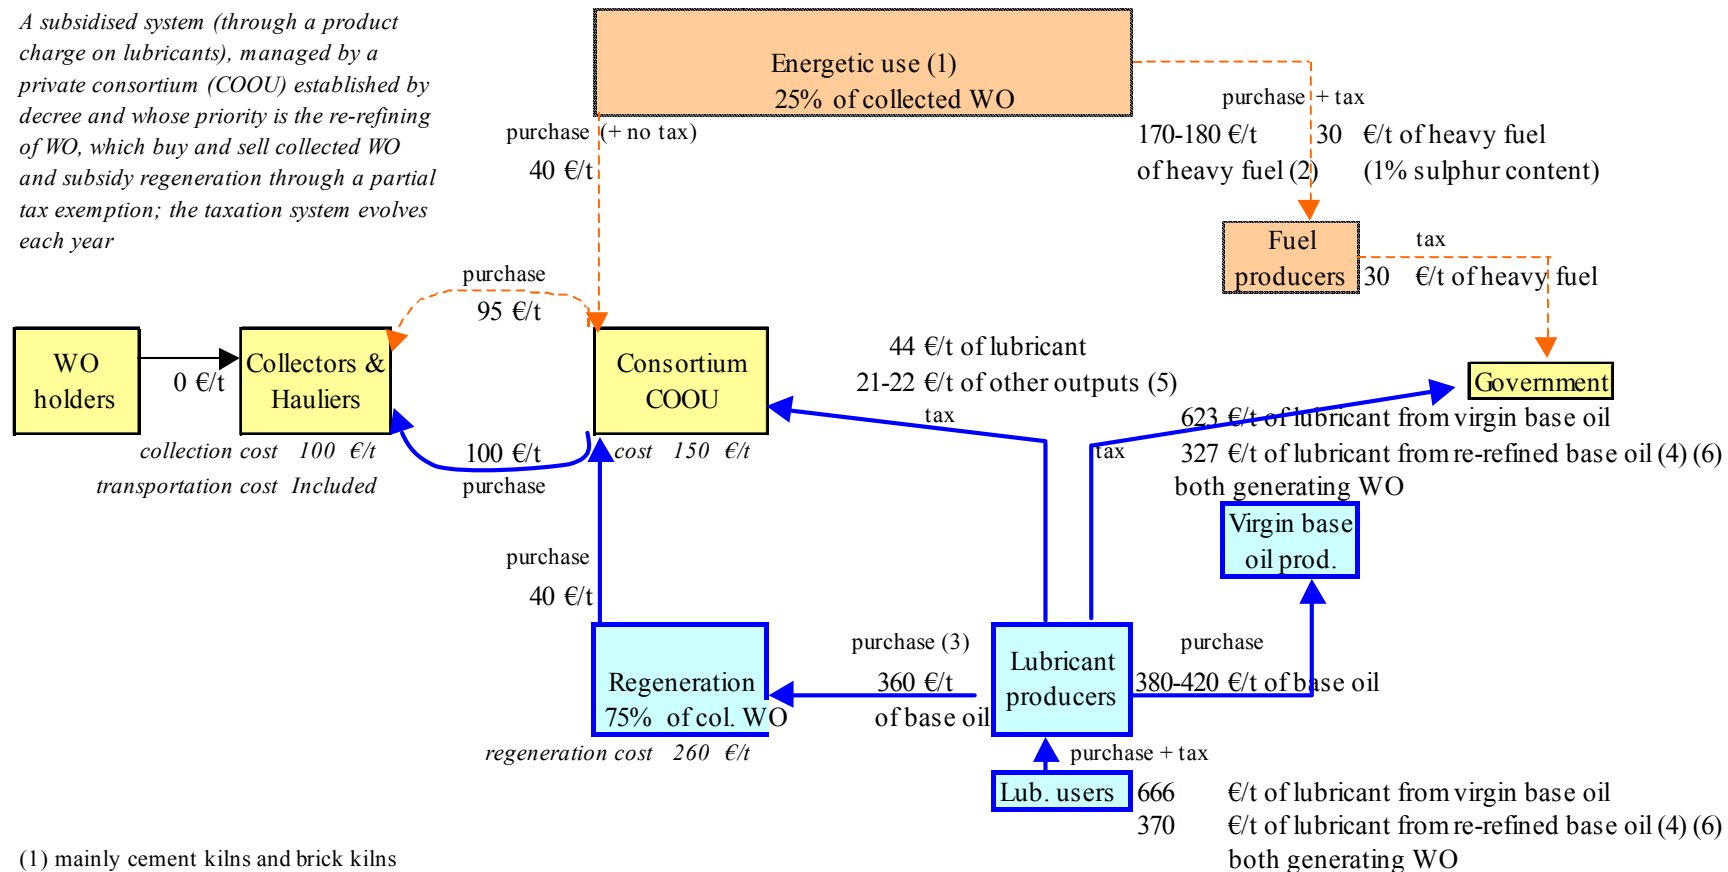 A subsidised system (through a product
charge on lubricants), managed by a
private consortium (COOU) established by
decree and whose priority is the re-refining
of WO, which buy and sell collected WO
and subsidy regeneration through a partial
tax exemption; the taxation system evolves
each year
Energetic use (1)
25% of collected WO
purchase (+ no tax)
40 €/t
purchase + tax
170-180 €/t 30 €/t of heavy fuel
of heavy fuel (2) (1% sulphur content)
Fuel
producers
tax
30 €/t of heavy fuel
purchase
95 €/t
WO
holders
0 €/t
Collectors &
Hauliers
Consortium
COOU
44 €/t of lubricant
21-22 €/t of other outputs (5)
tax
Government
collection cost 100 €/t
transportation cost Included
100 €/t
purchase
cost 150 €/t
tax
623 €/t of lubricant from virgin base oil
327 €/t of lubricant from re-refined base oil (4) (6)
both generating WO
Virgin base
oil prod.
purchase
40 €/t
Regeneration
75% of col. WO
regeneration cost 260 €/t
purchase (3)
360 €/t
of base oil
Lubricant
producers
purchase
380-420 €/t of base oil
purchase + tax
Lub. users
666 €/t of lubricant from virgin base oil
370 €/t of lubricant from re-refined base oil (4) (6)
both generating WO
(1) mainly cement kilns and brick kilns